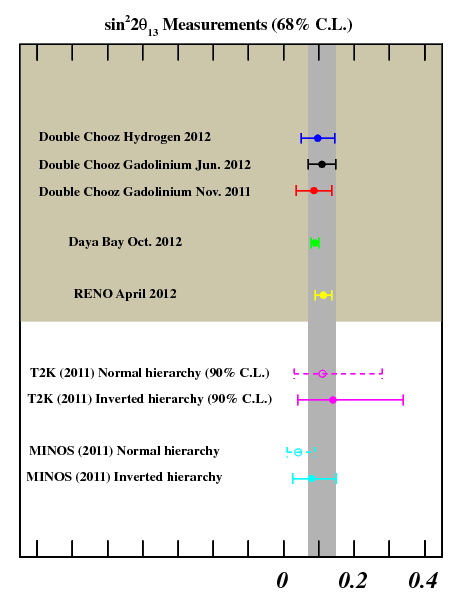 sin²2θ₁₃ Measurements (68% C.L.)
Double Chooz Hydrogen 2012
Double Chooz Gadolinium Jun. 2012
Double Chooz Gadolinium Nov. 2011
Daya Bay Oct. 2012
RENO April 2012
T2K (2011) Normal hierarchy (90% C.L.)
T2K (2011) Inverted hierarchy (90% C.L.)
MINOS (2011) Normal hierarchy
MINOS (2011) Inverted hierarchy
0 0.2 0.4